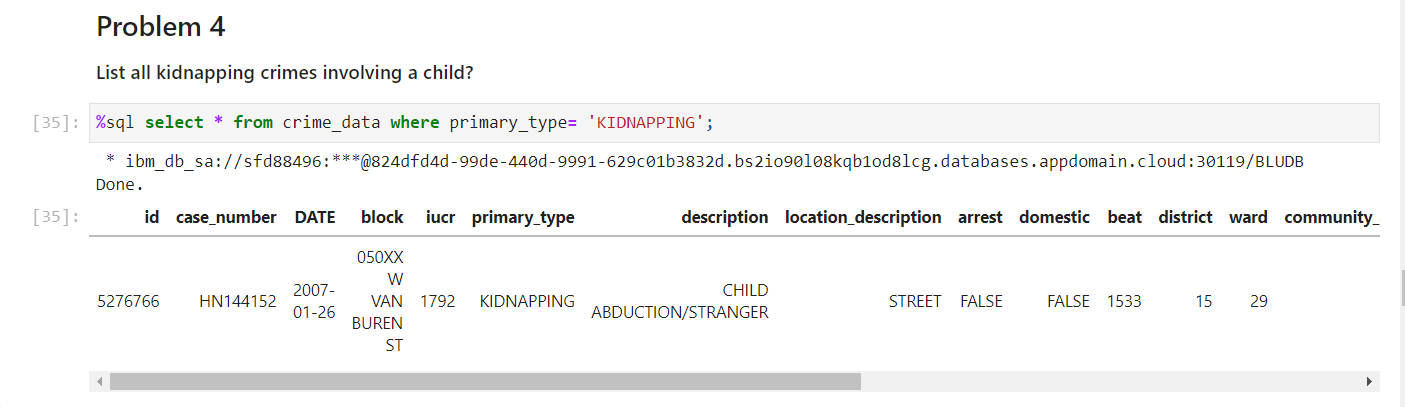 Problem 4
List all kidnapping crimes involving a child?
[35]: %sql select * from crime_data where primary_type= 'KIDNAPPING';
* ibm_db_sa://sfd88496:***@824dfd4d-99de-440d-9991-629c01b3832d.bs2io90l08kqb1od8lcg.databases.appdomain.cloud:30119/BLUDB
Done.
[35]: id case_number DATE block iucr primary_type description location_description arrest domestic beat district ward community_
5276766 HN144152 2007-01-26 050XX W VAN BUREN ST 1792 KIDNAPPING CHILD ABDUCTION/STRANGER STREET FALSE FALSE 1533 15 29